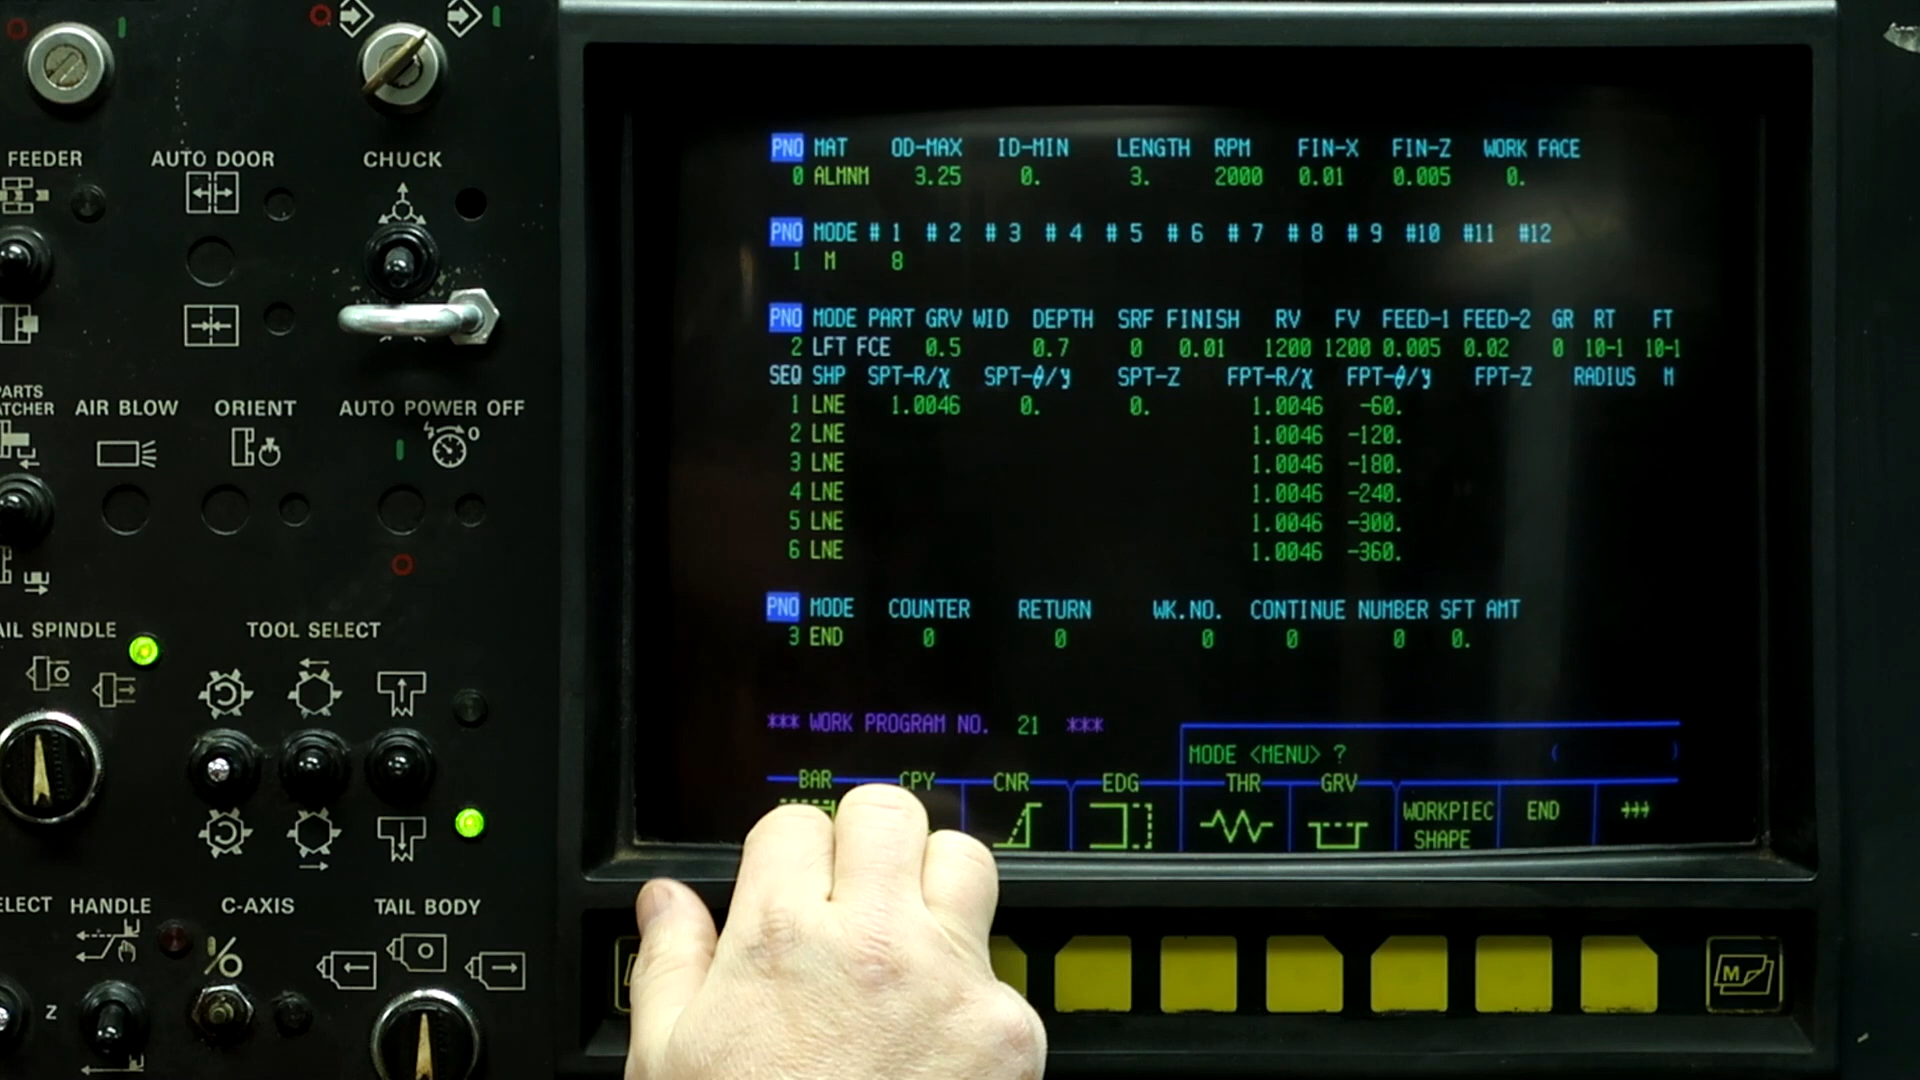 FEEDER
AUTO DOOR
CHUCK
AIR BLOW
ORIENT
AUTO POWER OFF
TOOL SELECT
HANDLE
C-AXIS
TAIL BODY
Z
PNO MAT OD-MAX ID-MIN LENGTH RPM FIN-X FIN-Z WORK FACE
0 ALMNM 3.25 0. 3. 2000 0.01 0.005 0.
PNO MODE # 1 # 2 # 3 # 4 # 5 # 6 # 7 # 8 # 9 #10 #11 #12
1 M 8
PNO MODE PART GRV WID DEPTH SRF FINISH RV FV FEED-1 FEED-2 GR RT FT
2 LFT FCE 0.5 0.7 0 0.01 1200 1200 0.005 0.02 0 10-1 10-1
SEQ SHP SPT-R/χ SPT-θ/y SPT-Z FPT-R/χ FPT-θ/y FPT-Z RADIUS M
1 LNE 1.0046 0. 0. 1.0046 -60.
2 LNE 1.0046 -120.
3 LNE 1.0046 -180.
4 LNE 1.0046 -240.
5 LNE 1.0046 -300.
6 LNE 1.0046 -360.
PNO MODE COUNTER RETURN WK.NO. CONTINUE NUMBER SFT AMT
3 END 0 0 0 0 0 0.
*** WORK PROGRAM NO. 21 ***
MODE <MENU> ? ( )
BAR CPY CNR EDG THR GRV
WORKPIEC
SHAPE
END
M